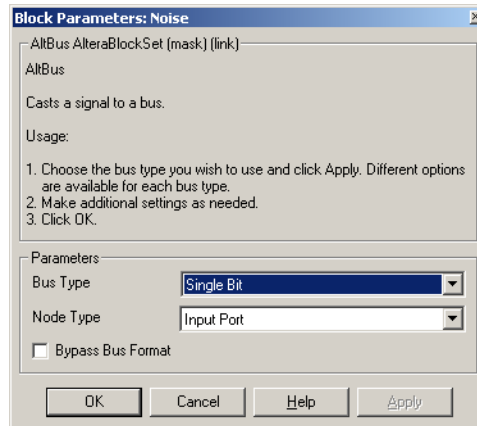 Block Parameters: Noise
AltBus AlteraBlockSet (mask) (link)
AltBus
Casts a signal to a bus.
Usage:
1. Choose the bus type you wish to use and click Apply. Different options
are available for each bus type.
2. Make additional settings as needed.
3. Click OK.
Parameters
Bus Type Single Bit
Node Type Input Port
Bypass Bus Format
OK Cancel Help Apply